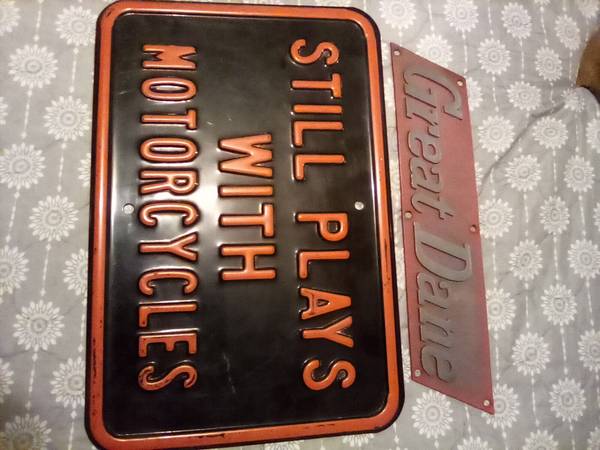 Great Dane
STILL PLAYS
WITH
MOTORCYCLES